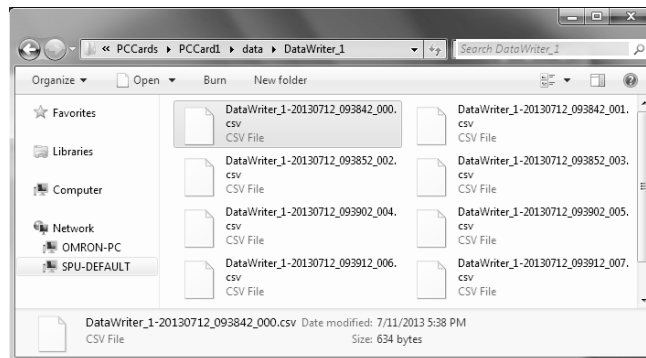 « PCCards ▸ PCCard1 ▸ data ▸ DataWriter_1 Search DataWriter_1
Organize Open Burn New folder
Favorites
Libraries
Computer
Network
OMRON-PC
SPU-DEFAULT
DataWriter_1-20130712_093842_000.
csv
CSV File
DataWriter_1-20130712_093842_001.
csv
CSV File
DataWriter_1-20130712_093852_002.
csv
CSV File
DataWriter_1-20130712_093852_003.
csv
CSV File
DataWriter_1-20130712_093902_004.
csv
CSV File
DataWriter_1-20130712_093902_005.
csv
CSV File
DataWriter_1-20130712_093912_006.
csv
CSV File
DataWriter_1-20130712_093912_007.
csv
CSV File
DataWriter_1-20130712_093842_000.csv Date modified: 7/11/2013 5:38 PM
CSV File Size: 634 bytes